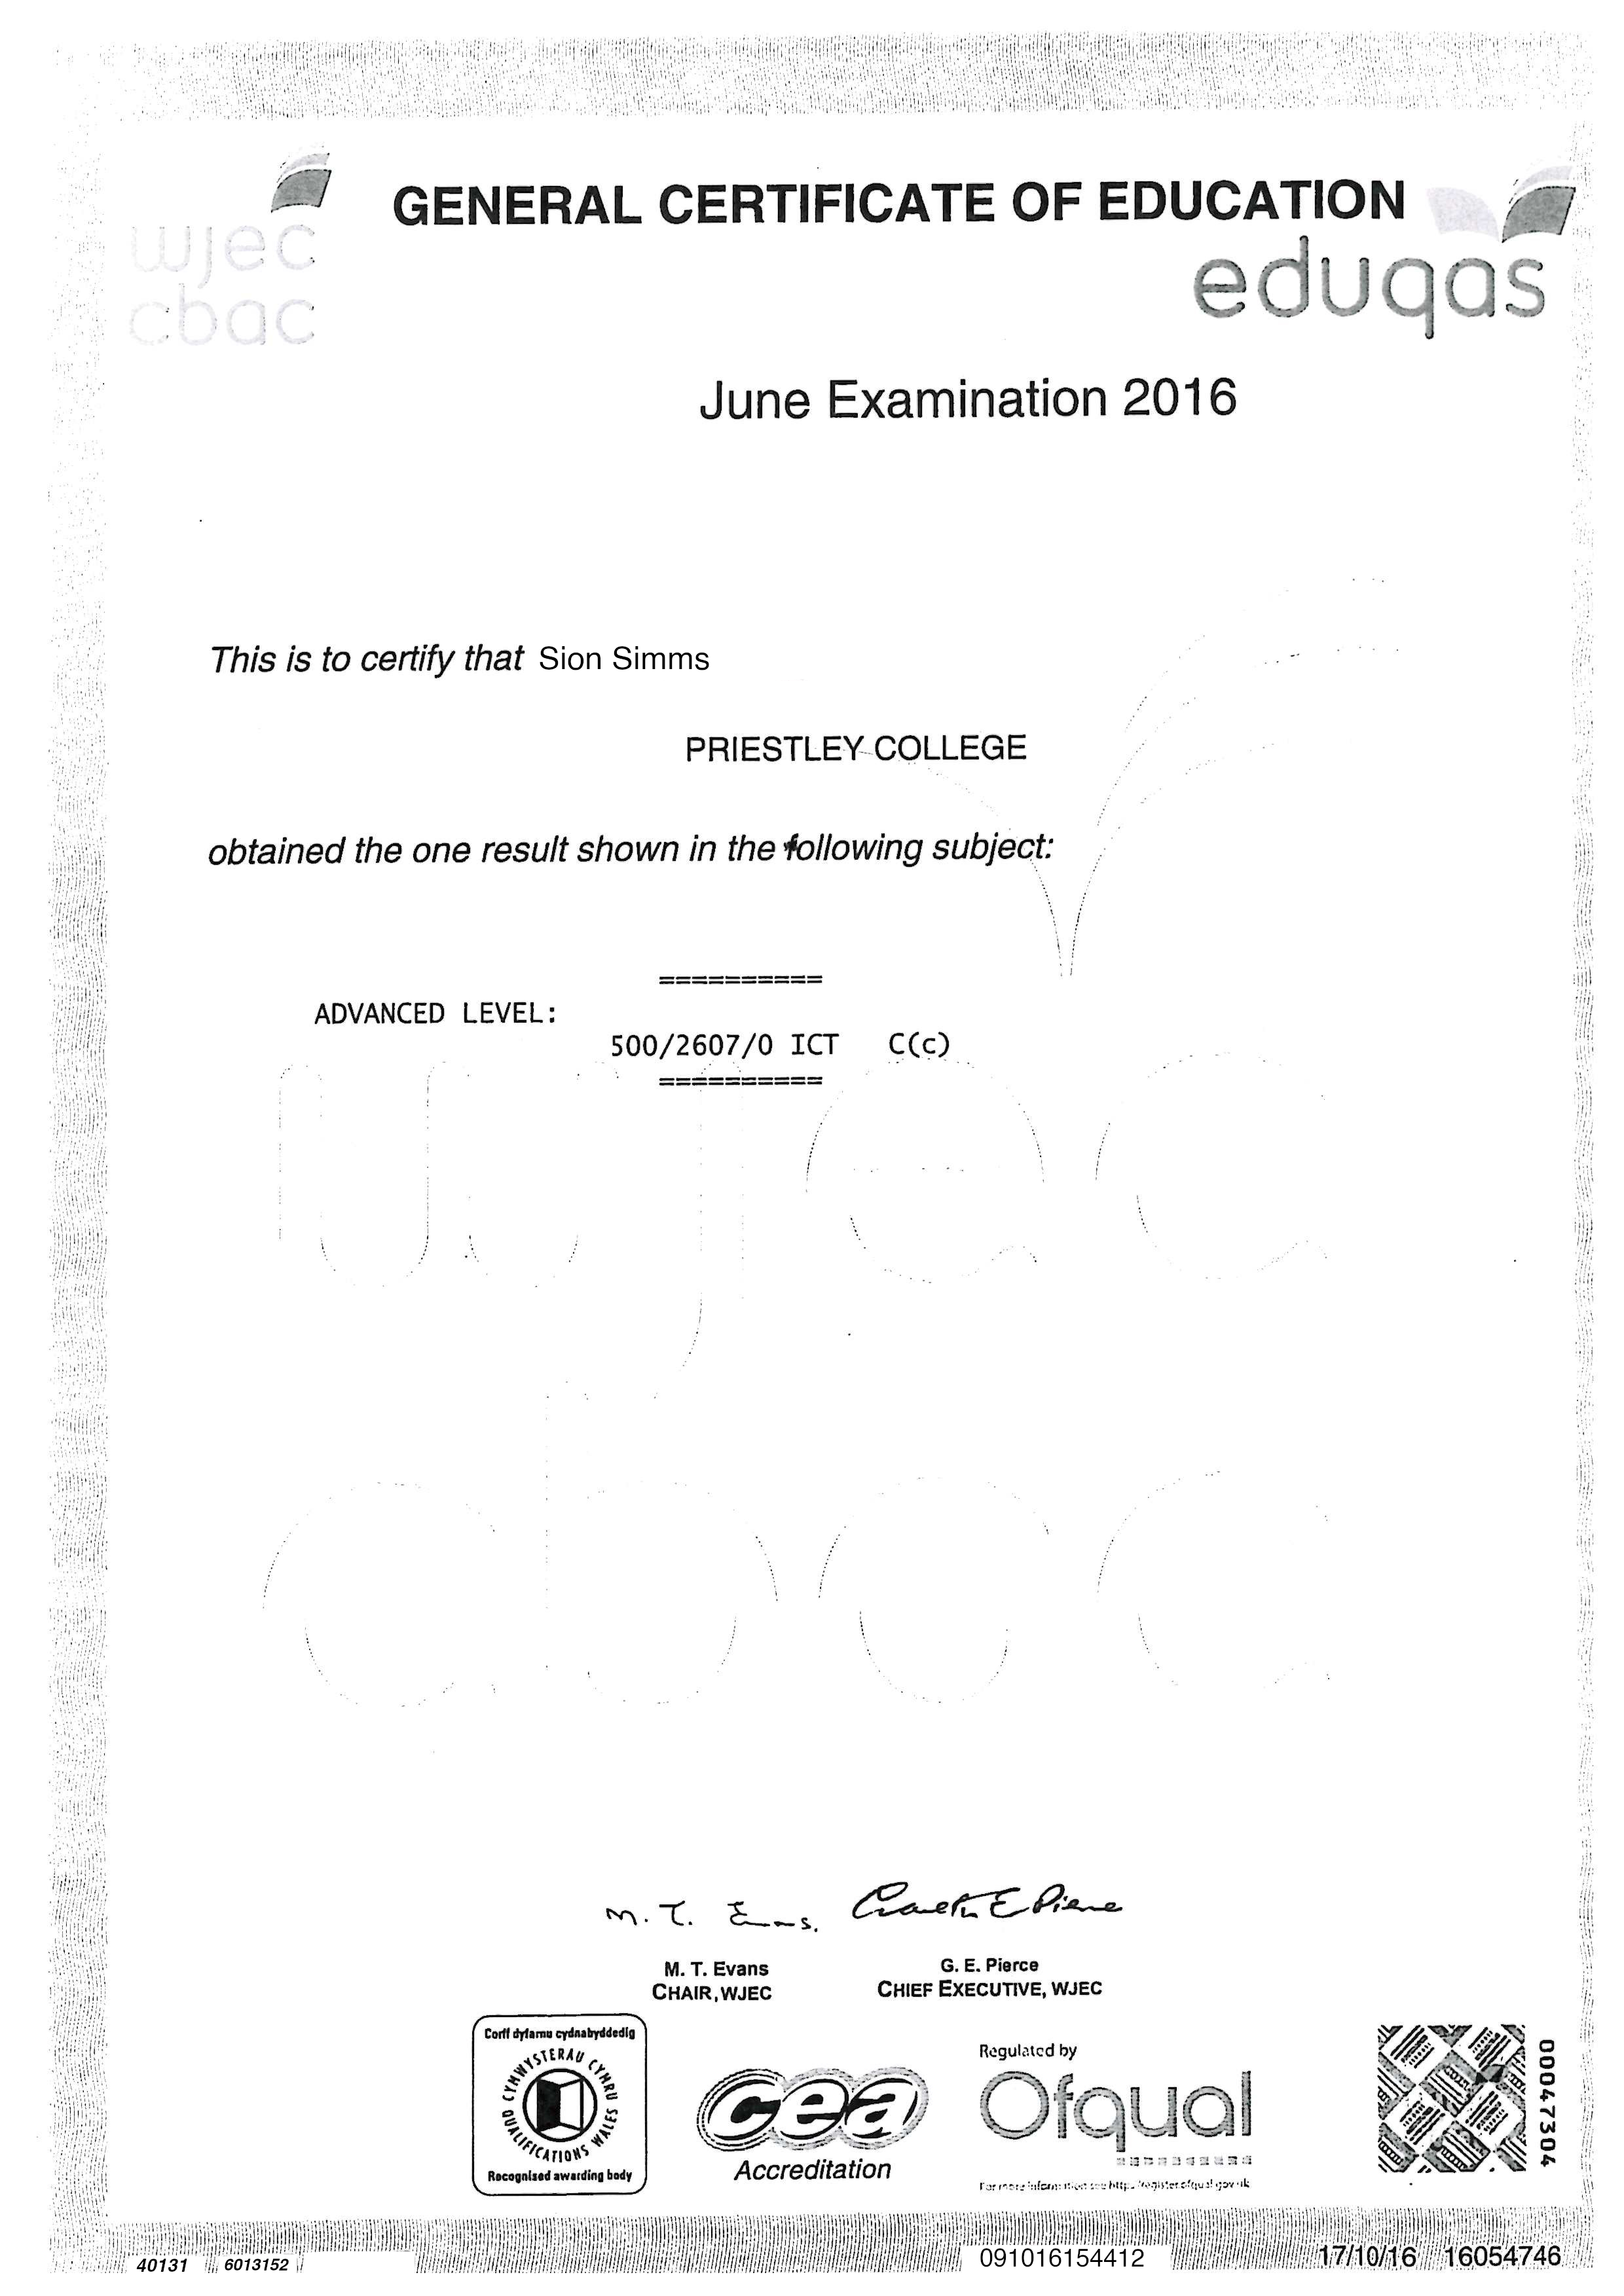 GENERAL CERTIFICATE OF EDUCATION
wjec
cbac
eduqas
June Examination 2016
This is to certify that Sion Simms
PRIESTLEY COLLEGE
obtained the one result shown in the following subject:
==========
ADVANCED LEVEL:
500/2607/0 ICT C(c)
==========
wjec
cbac
M. T. Evans.
Gareth E Pierce
M. T. Evans
CHAIR, WJEC
G. E. Pierce
CHIEF EXECUTIVE, WJEC
Corff dyfarnu cydnabyddedig
CYMWYSTERAU CYMRU
QUALIFICATIONS WALES
Recognised awarding body
cea
Accreditation
Regulated by
Ofqual
For more information see http://register.ofqual.gov.uk
00047304
40131 6013152
091016154412
17/10/16 16054746